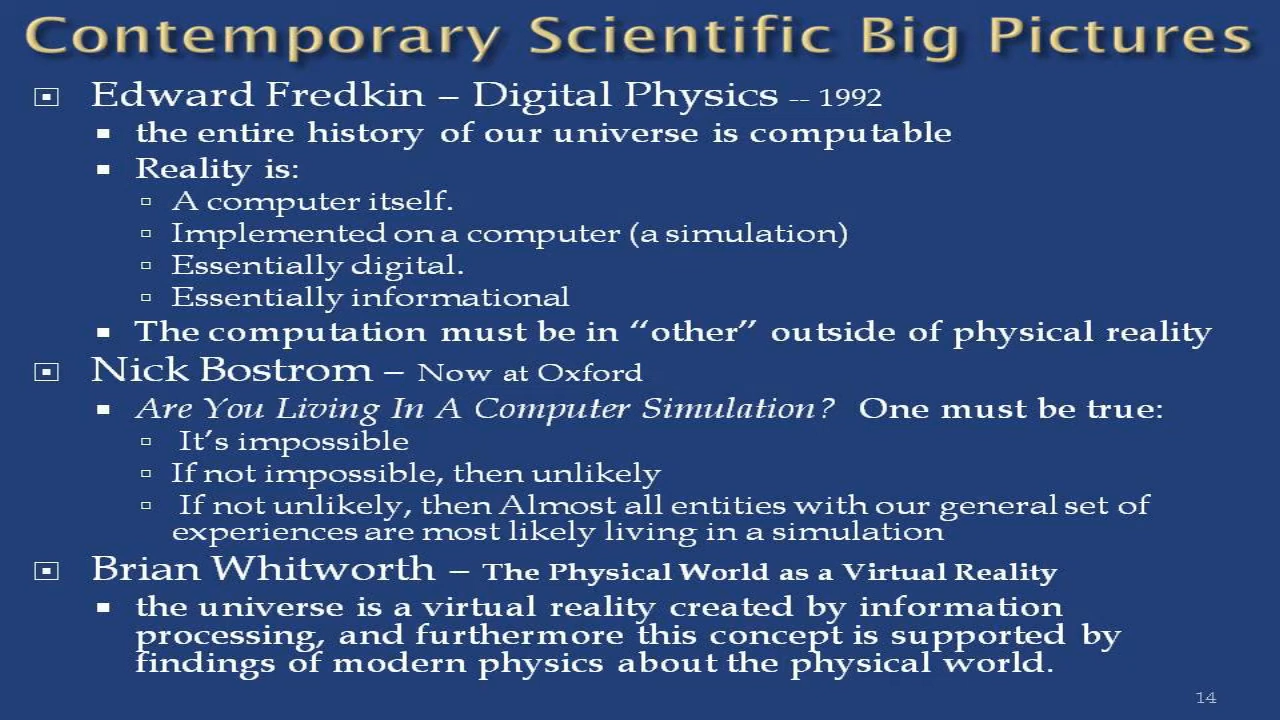 Contemporary Scientific Big Pictures
Edward Fredkin – Digital Physics -- 1992
the entire history of our universe is computable
Reality is:
A computer itself.
Implemented on a computer (a simulation)
Essentially digital.
Essentially informational
The computation must be in “other” outside of physical reality
Nick Bostrom – Now at Oxford
Are You Living In A Computer Simulation? One must be true:
It’s impossible
If not impossible, then unlikely
If not unlikely, then Almost all entities with our general set of
experiences are most likely living in a simulation
Brian Whitworth – The Physical World as a Virtual Reality
the universe is a virtual reality created by information
processing, and furthermore this concept is supported by
findings of modern physics about the physical world.
14